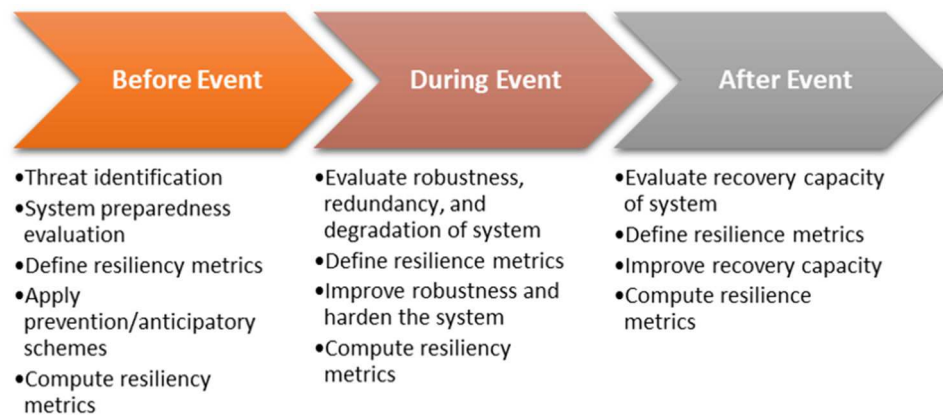 Before Event
•Threat identification
•System preparedness
evaluation
•Define resiliency metrics
•Apply
prevention/anticipatory
schemes
•Compute resiliency
metrics
During Event
•Evaluate robustness,
redundancy, and
degradation of system
•Define resilience metrics
•Improve robustness and
harden the system
•Compute resiliency
metrics
After Event
•Evaluate recovery capacity
of system
•Define resilience metrics
•Improve recovery capacity
•Compute resilience
metrics